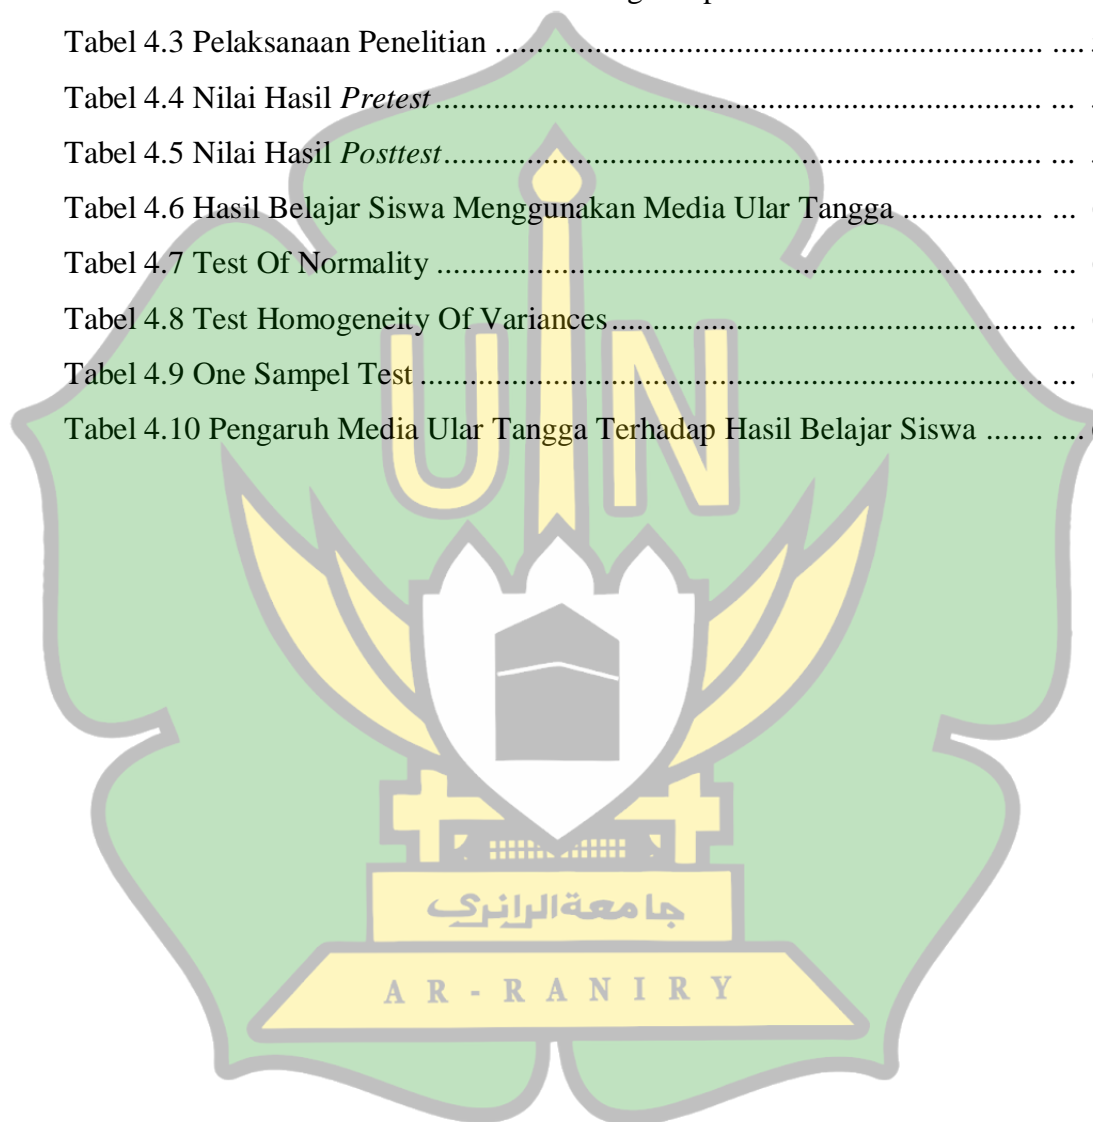 Tabel 4.3 Pelaksanaan Penelitian .................................................................. ....
Tabel 4.4 Nilai Hasil Pretest .......................................................................... ...
Tabel 4.5 Nilai Hasil Posttest ........................................................................ ...
Tabel 4.6 Hasil Belajar Siswa Menggunakan Media Ular Tangga ................. ...
Tabel 4.7 Test Of Normality ......................................................................... ...
Tabel 4.8 Test Homogeneity Of Variances .................................................... ...
Tabel 4.9 One Sampel Test ........................................................................... ...
Tabel 4.10 Pengaruh Media Ular Tangga Terhadap Hasil Belajar Siswa ....... ....
UIN
جامعة الرانري
AR-RANIRY